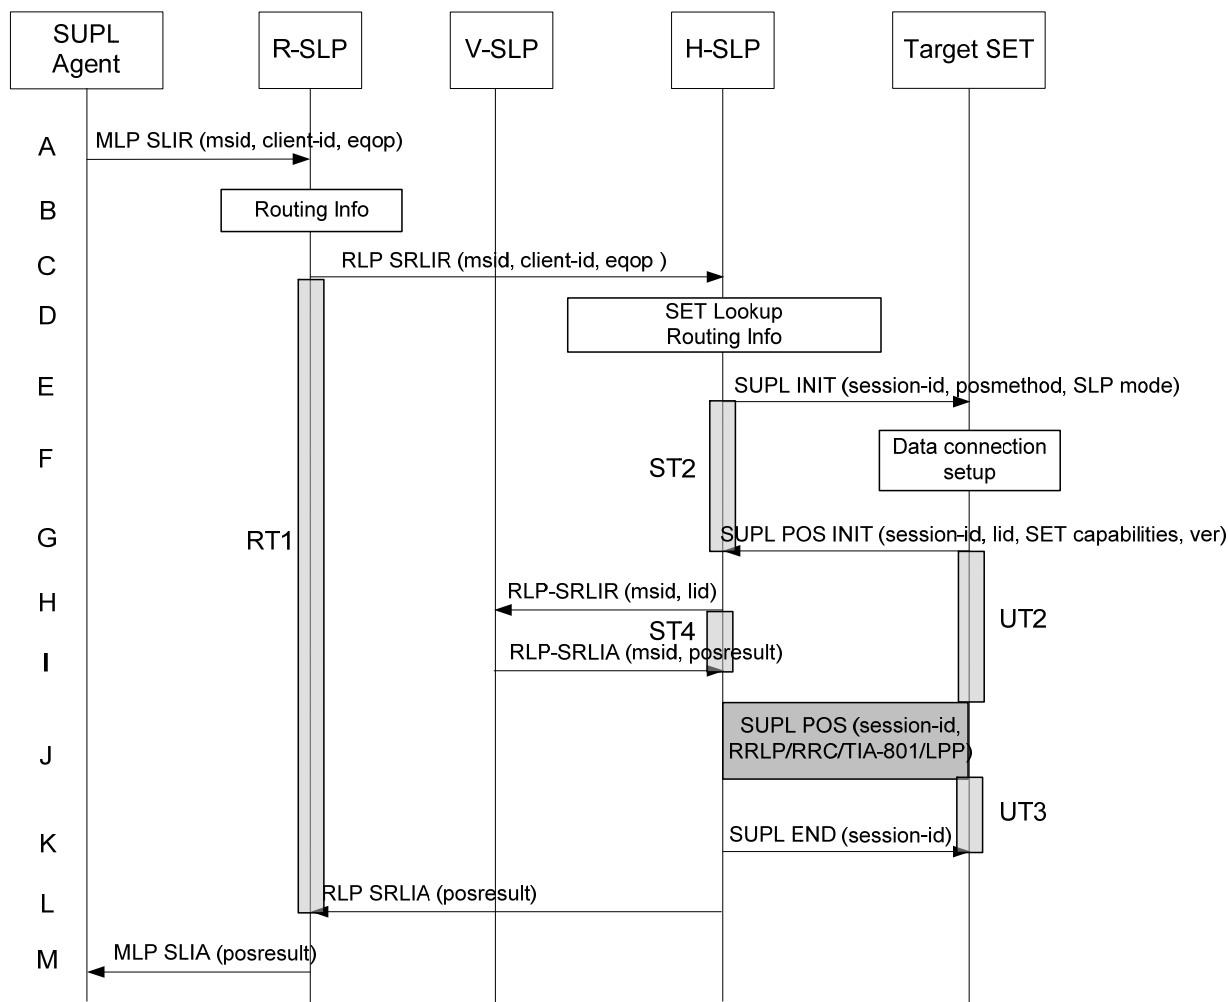 SUPL
Agent
R-SLP
V-SLP
H-SLP
Target SET
A
MLP SLIR (msid, client-id, eqop)
B
Routing Info
C
RLP SRLIR (msid, client-id, eqop )
D
SET Lookup
Routing Info
E
SUPL INIT (session-id, posmethod, SLP mode)
F
ST2
Data connection
setup
G
RT1
SUPL POS INIT (session-id, lid, SET capabilities, ver)
H
RLP-SRLIR (msid, lid)
ST4
UT2
I
RLP-SRLIA (msid, posresult)
J
SUPL POS (session-id,
RRLP/RRC/TIA-801/LPP)
UT3
K
SUPL END (session-id)
L
RLP SRLIA (posresult)
M
MLP SLIA (posresult)